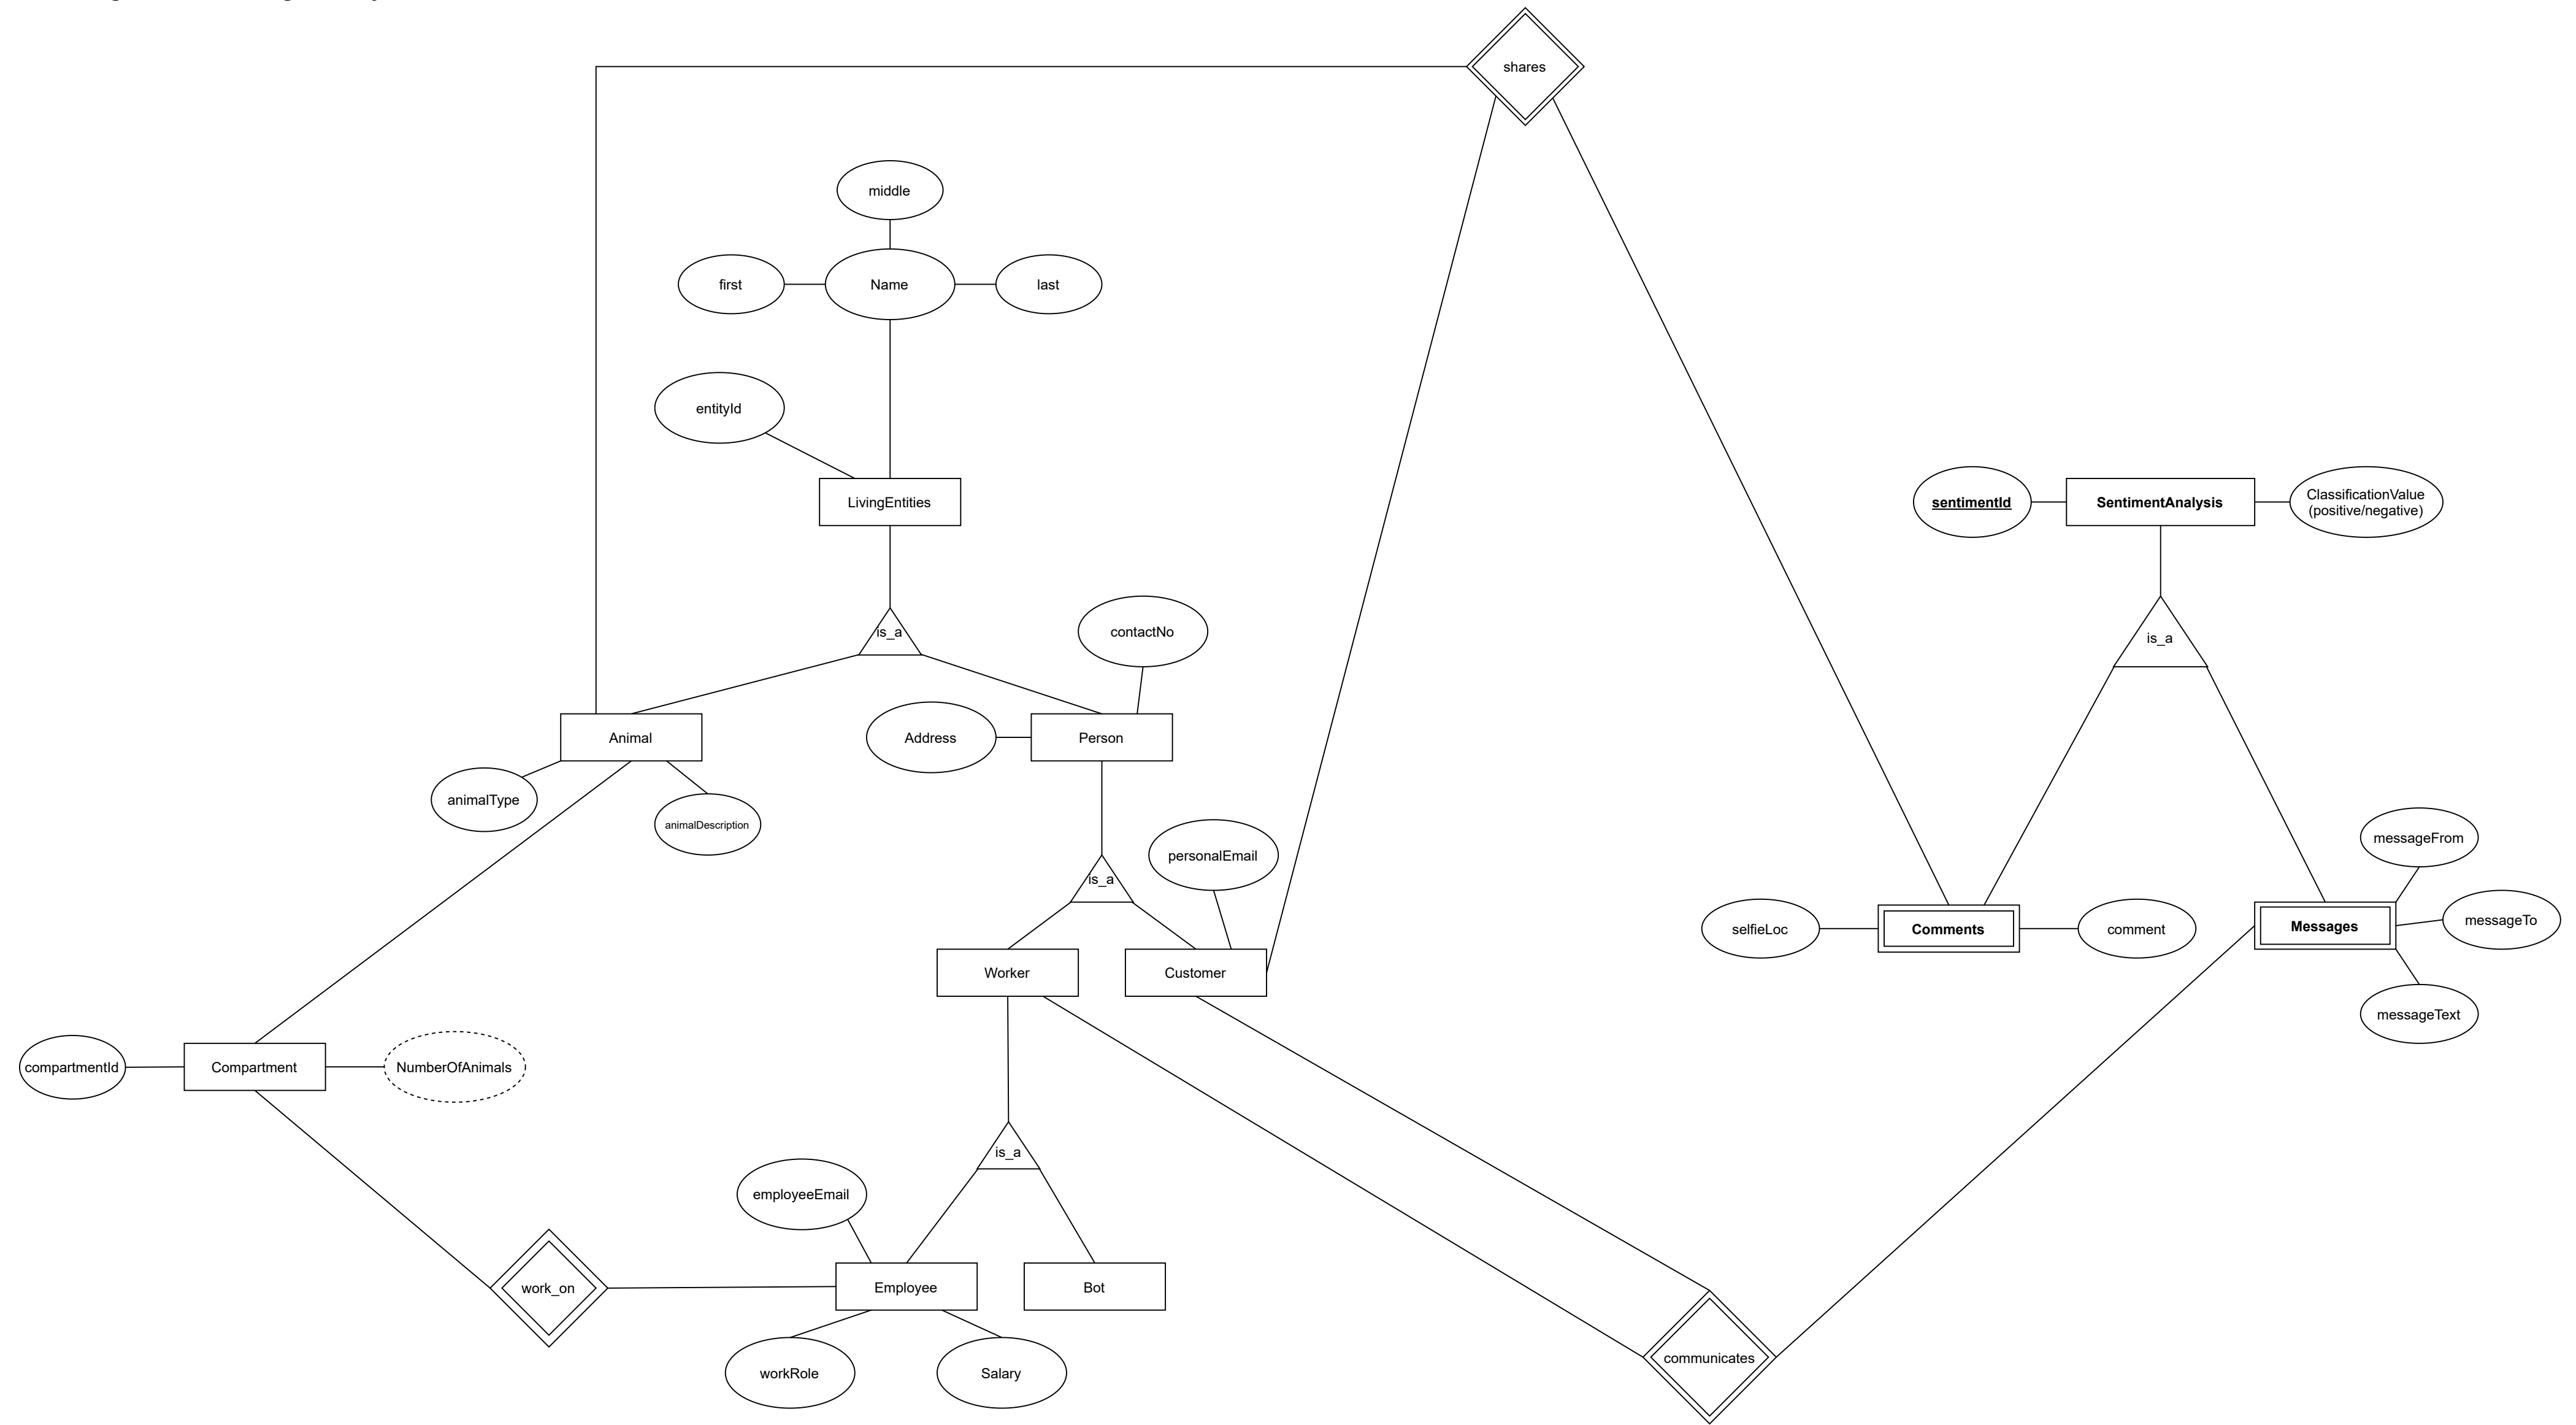 shares
middle
first
Name
last
entityId
LivingEntities
sentimentId
SentimentAnalysis
ClassificationValue
(positive/negative)
is_a
contactNo
is_a
Animal
Address
Person
animalType
animalDescription
messageFrom
personalEmail
is_a
selfieLoc
Comments
comment
Messages
messageTo
Worker
Customer
messageText
compartmentId
Compartment
NumberOfAnimals
is_a
employeeEmail
work_on
Employee
Bot
communicates
workRole
Salary